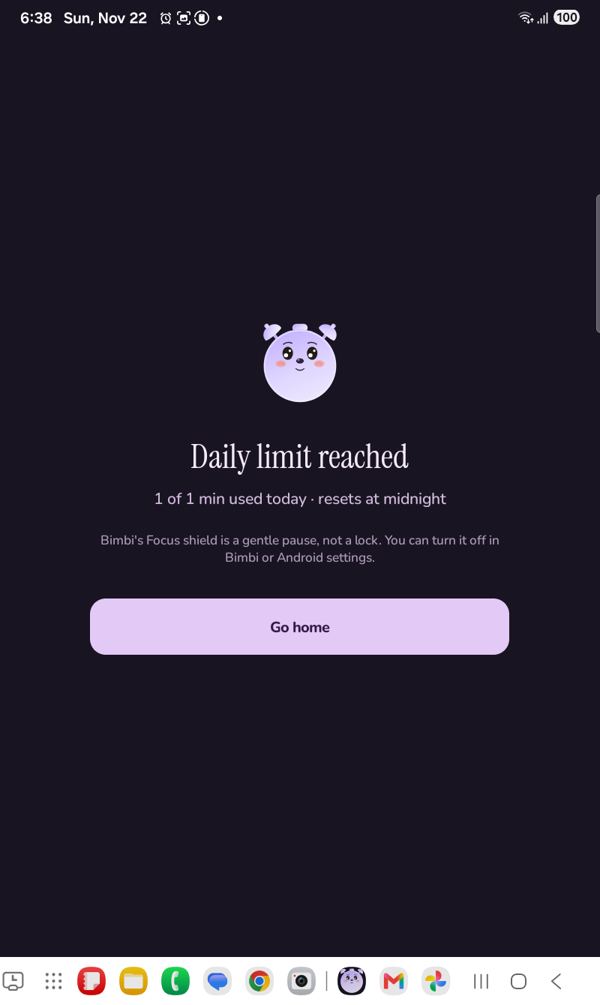 6:38 Sun, Nov 22
100
Daily limit reached
1 of 1 min used today · resets at midnight
Bimbi's Focus shield is a gentle pause, not a lock. You can turn it off in
Bimbi or Android settings.
Go home